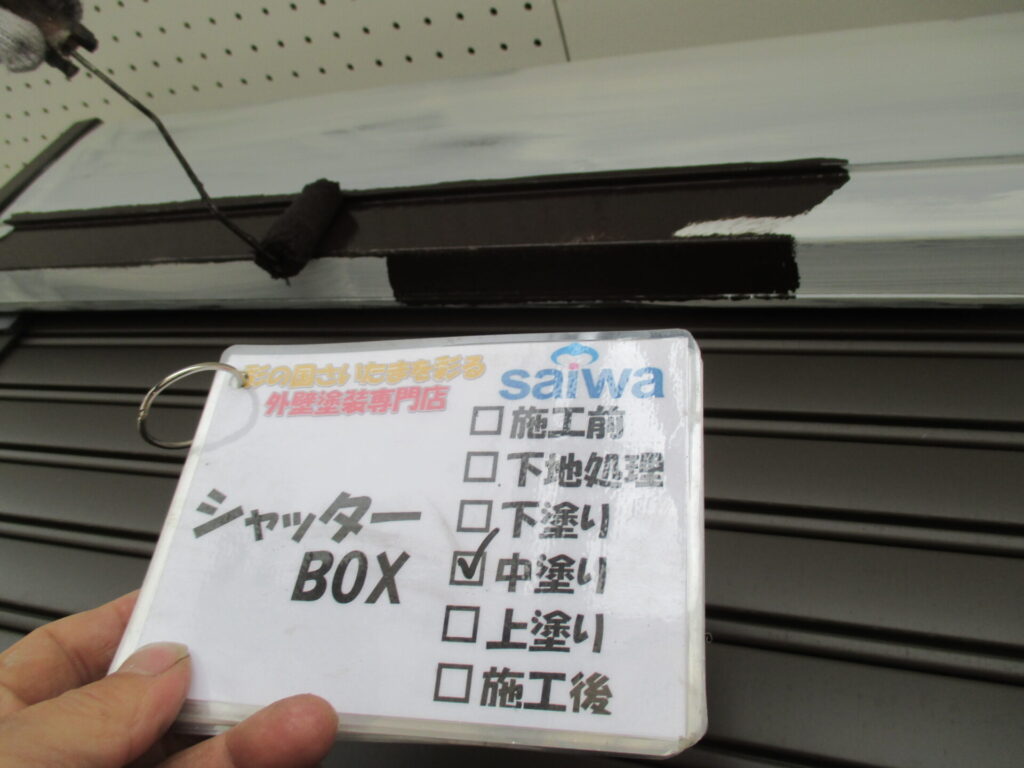 彩の国さいたまを彩る
外壁塗装専門店
saiwa
シャッター
BOX
□施工前
□下地処理
□下塗り
☑中塗り
□上塗り
□施工後